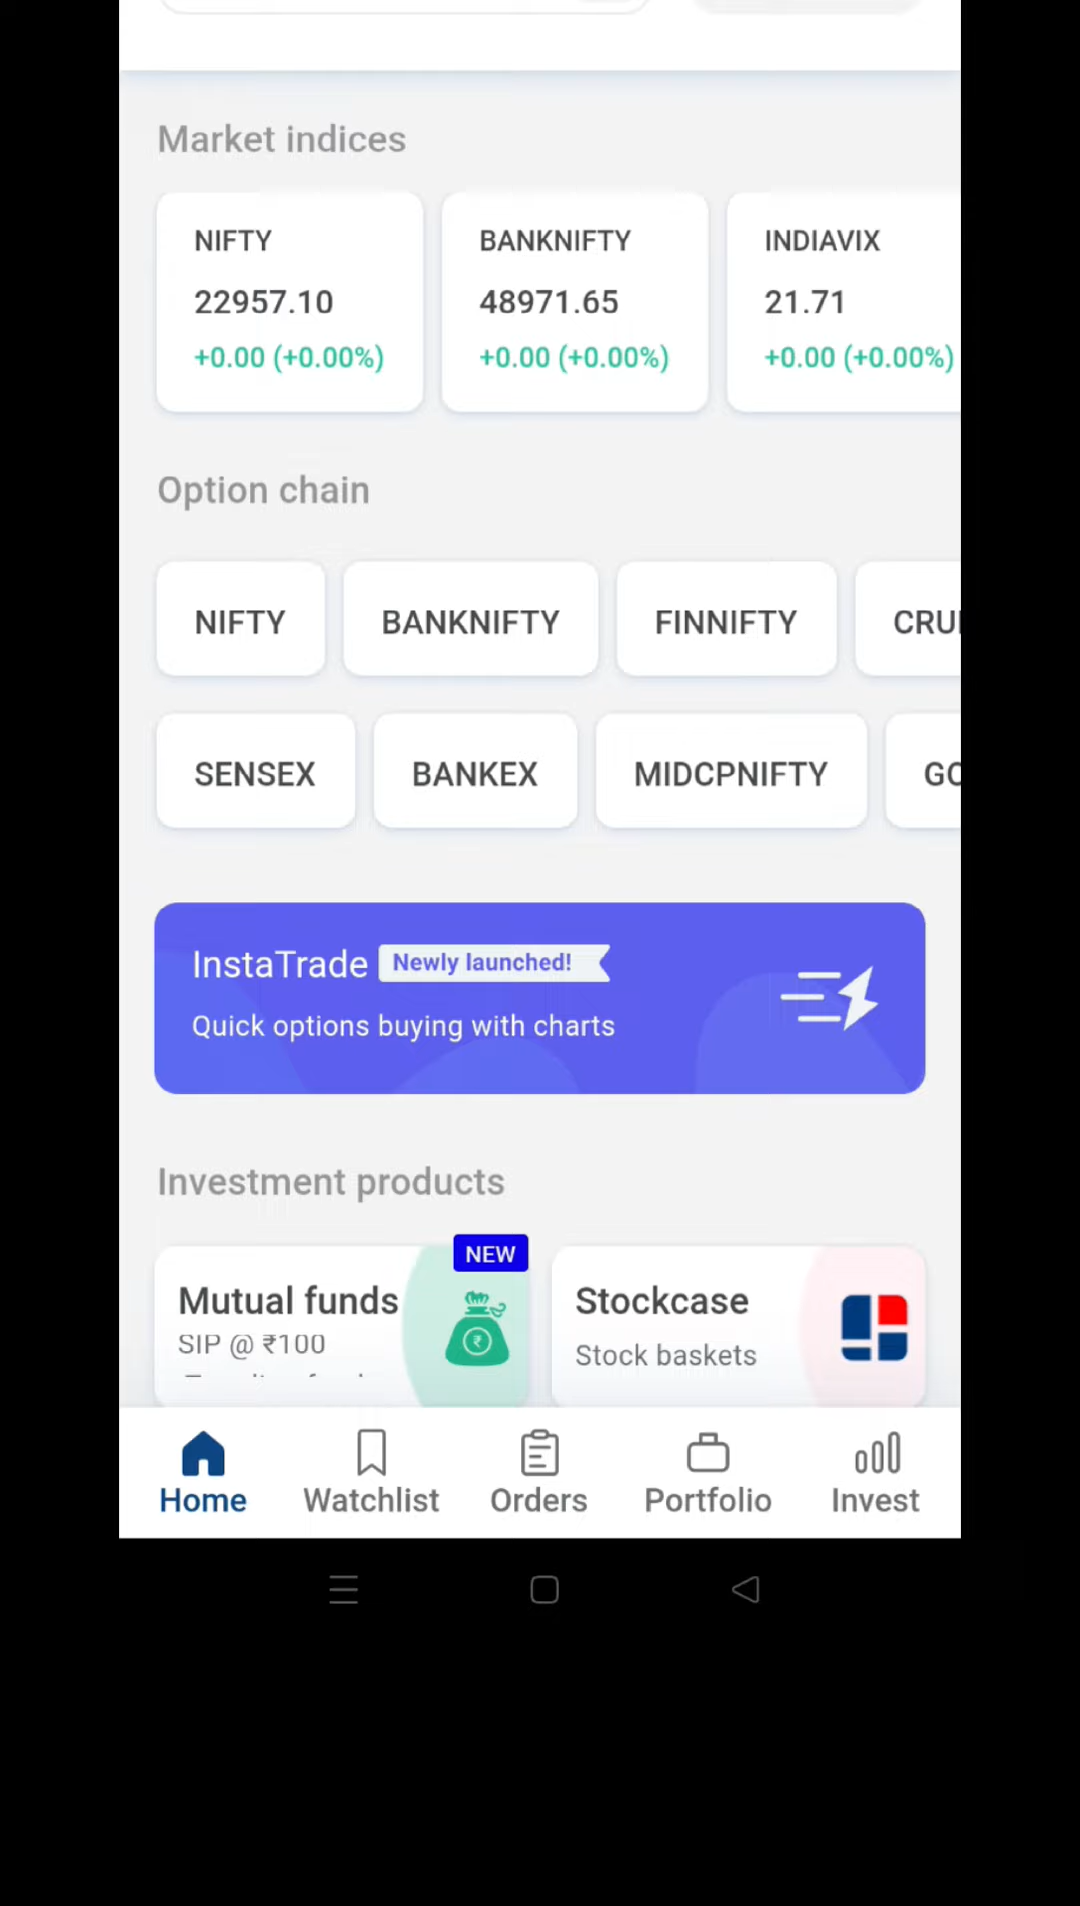 Market indices
NIFTY BANKNIFTY INDIAVIX
22957.10 48971.65 21.71
+0.00 (+0.00%) +0.00 (+0.00%) +0.00 (+0.00%)
Option chain
NIFTY BANKNIFTY FINNIFTY CRU
SENSEX BANKEX MIDCPNIFTY GO
InstaTrade Newly launched!
Quick options buying with charts
Investment products
NEW
Mutual funds Stockcase
SIP @ ₹100 Stock baskets
Home Watchlist Orders Portfolio Invest